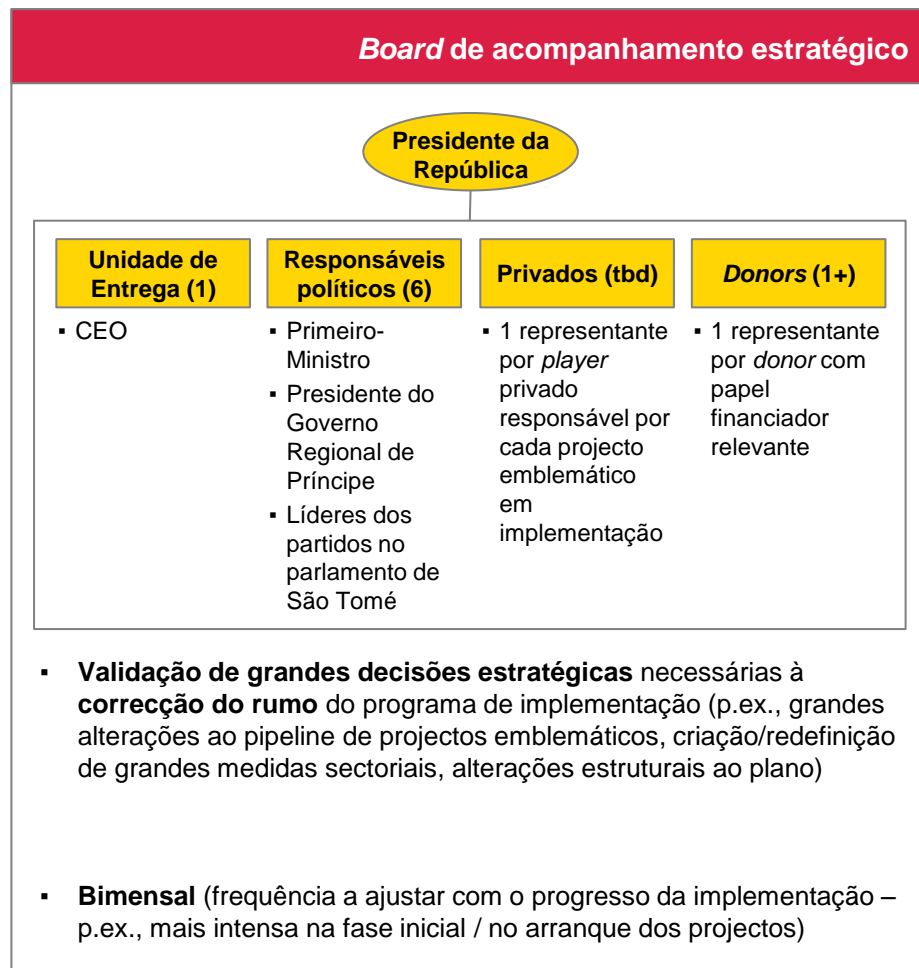 Board de acompanhamento estratégico
Presidente da
República
Unidade de
Entrega (1)
▪ CEO
Responsáveis
políticos (6)
▪ Primeiro-
Ministro
▪ Presidente do
Governo
Regional de
Príncipe
▪ Líderes dos
partidos no
parlamento de
São Tomé
Privados (tbd)
▪ 1 representante
por player
privado
responsável por
cada projecto
emblemático
em
implementação
Donors (1+)
▪ 1 representante
por donor com
papel
financiador
relevante
▪ Validação de grandes decisões estratégicas necessárias à
correcção do rumo do programa de implementação (p.ex., grandes
alterações ao pipeline de projectos emblemáticos, criação/redefinição
de grandes medidas sectoriais, alterações estruturais ao plano)
▪ Bimensal (frequência a ajustar com o progresso da implementação –
p.ex., mais intensa na fase inicial / no arranque dos projectos)